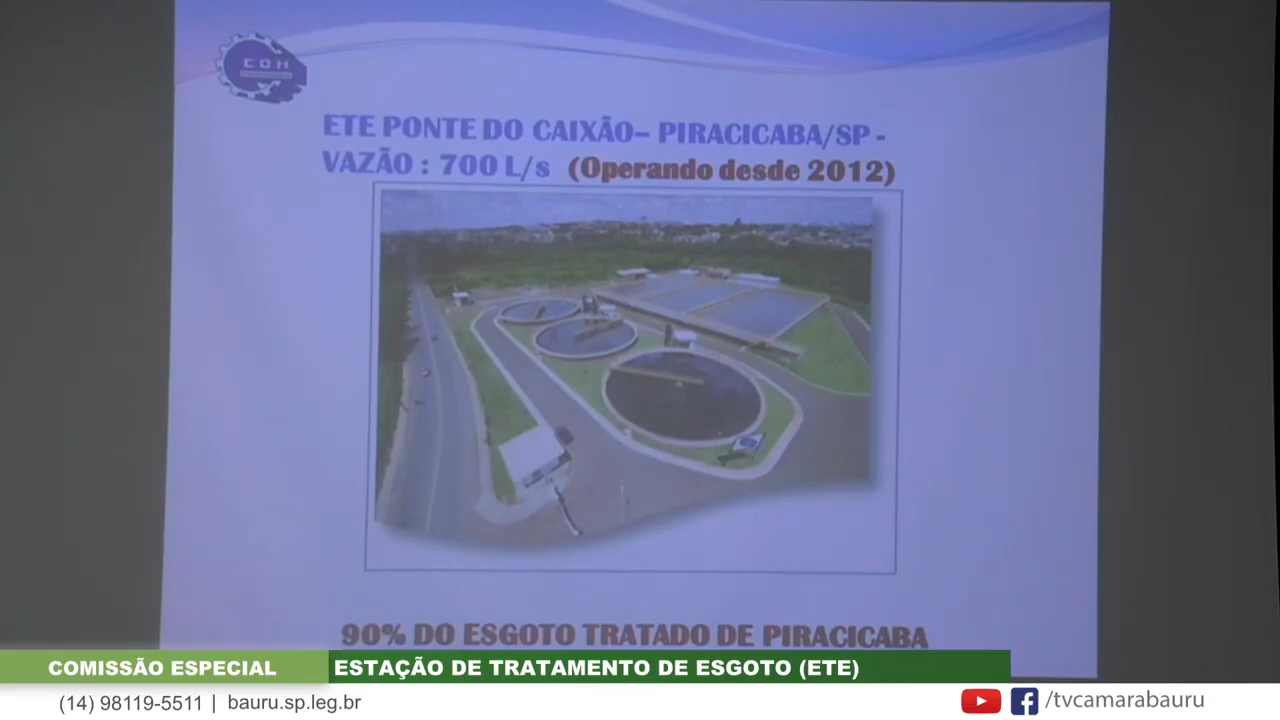 COM
ETE PONTE DO CAIXÃO– PIRACICABA/SP -
VAZÃO : 700 L/s (Operando desde 2012)
90% DO ESGOTO TRATADO DE PIRACICABA
COMISSÃO ESPECIAL ESTAÇÃO DE TRATAMENTO DE ESGOTO (ETE)
(14) 98119-5511 | bauru.sp.leg.br /tvcamarabauru